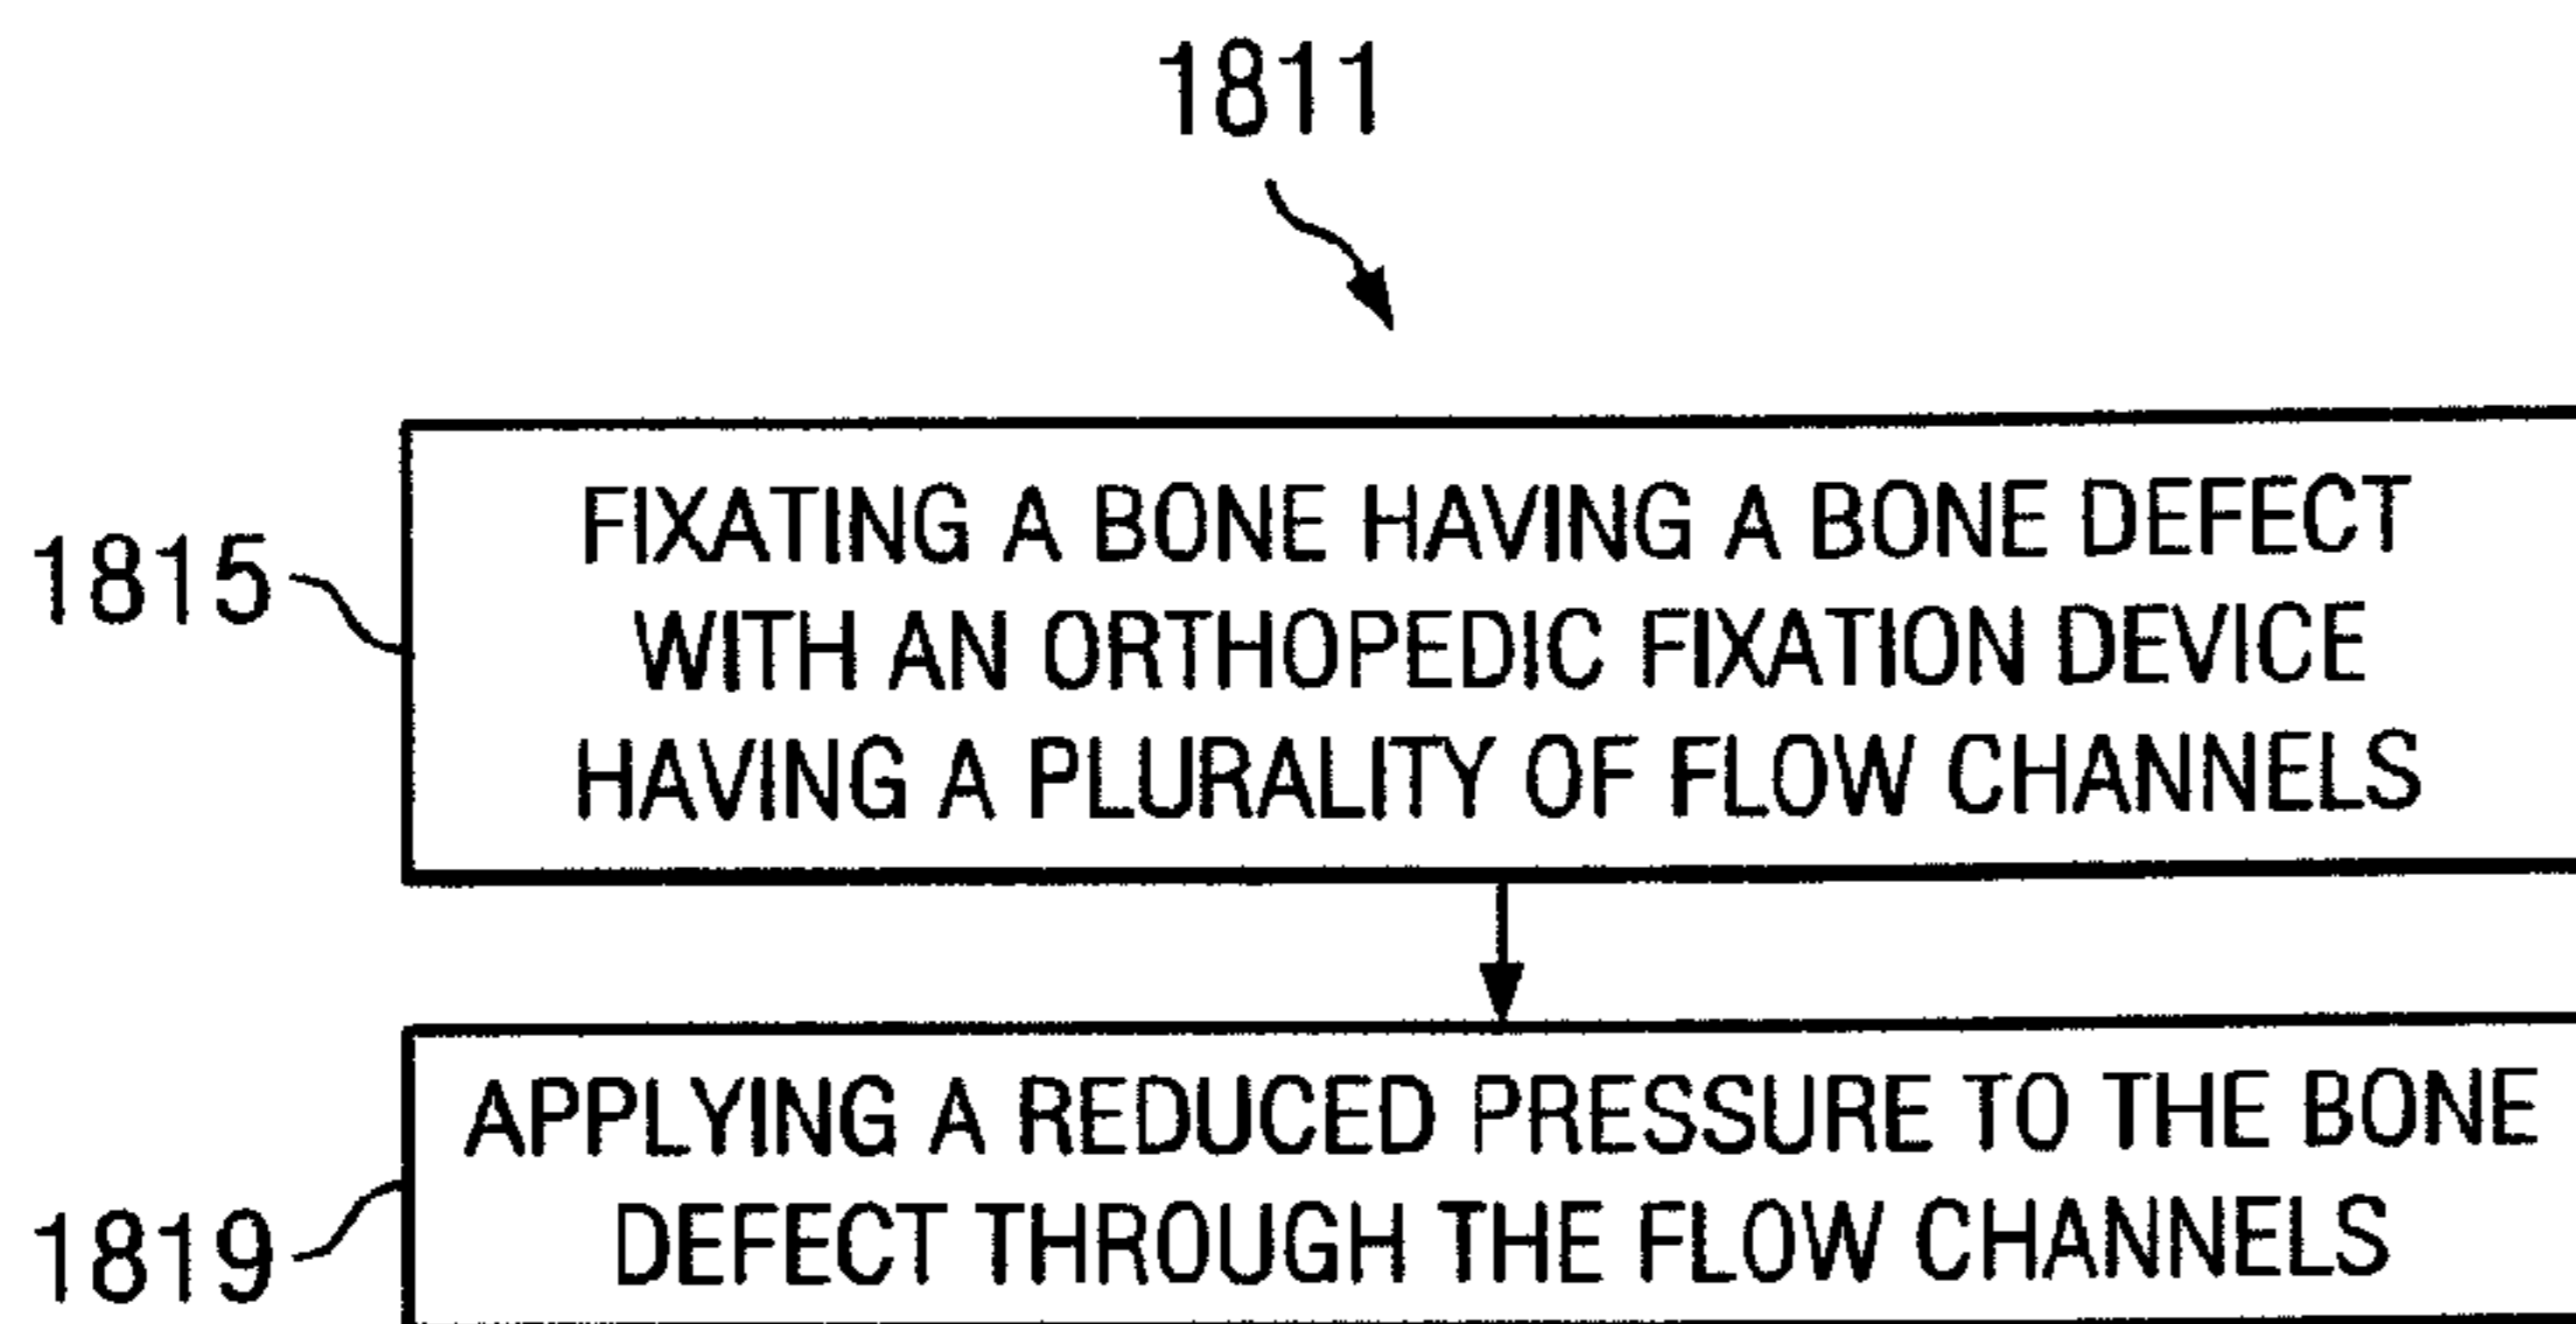 1811
1815
FIXATING A BONE HAVING A BONE DEFECT
WITH AN ORTHOPEDIC FIXATION DEVICE
HAVING A PLURALITY OF FLOW CHANNELS
1819
APPLYING A REDUCED PRESSURE TO THE BONE
DEFECT THROUGH THE FLOW CHANNELS